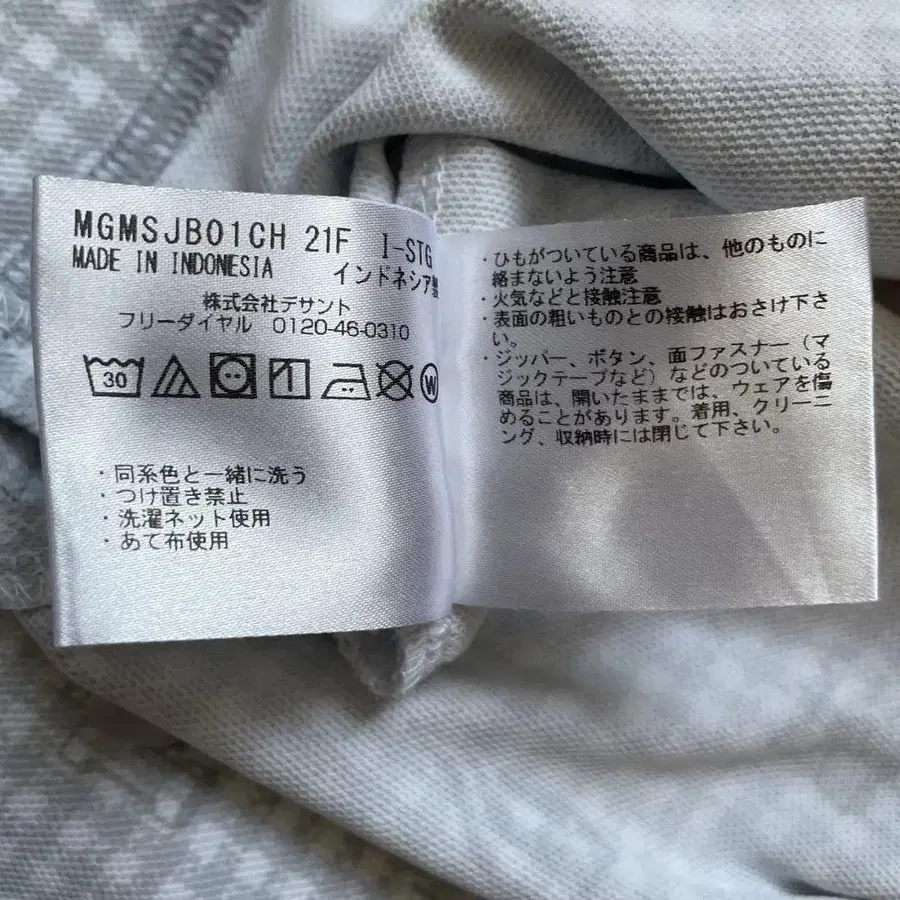 MGMSJB01CH 21F I-STG
MADE IN INDONESIA インドネシア製
株式会社デサント
フリーダイヤル 0120-46-0310
30 W
・同系色と一緒に洗う
・つけ置き禁止
・洗濯ネット使用
・あて布使用
・ひもがついている商品は、他のものに
絡まないよう注意
・火気などと接触注意
・表面の粗いものとの接触はおさけ下さ
い。
・ジッパー、ボタン、面ファスナー（マ
ジックテープなど）などのついている
商品は、開いたままでは、ウェアを傷
めることがあります。着用、クリーニ
ング、収納時には閉じて下さい。